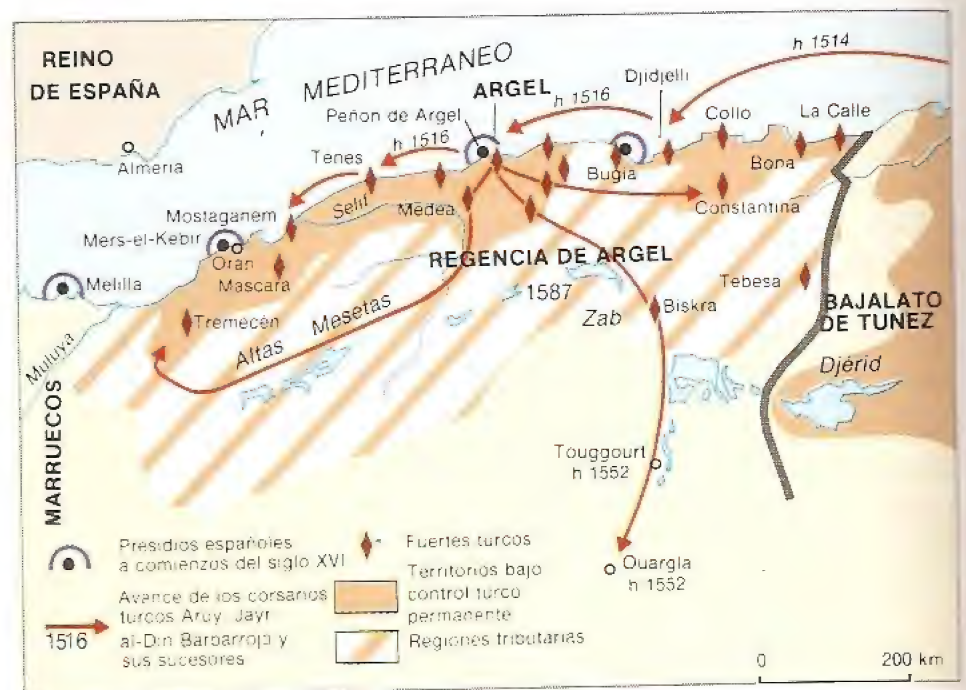 REINO
DE ESPAÑA
MAR MEDITERRANEO
h 1514
ARGEL
h 1516
Djidjelli
Peñon de Argel
h 1516
Collo
La Calle
Almeria
Tenes
Bugia
Bona
Selif
Médea
Constantina
Mostaganem
Mers-el-Kebir
Oran
Mascara
REGENCIA DE ARGEL
1587
Melilla
Tebesa
BAJALATO
DE TUNEZ
Tremecén
Altas Mesetas
Zab
Biskra
Muluya
Djérid
MARRUECOS
Touggourt
h 1552
Ouargla
h 1552
Presidios españoles
a comienzos del siglo XVI
Fuertes turcos
1516
Avance de los corsarios
turcos Aruy, Jayr
al-Din Barbarroja y
sus sucesores
Territorios bajo
control turco
permanente
Regiones tributarias
0 200 km